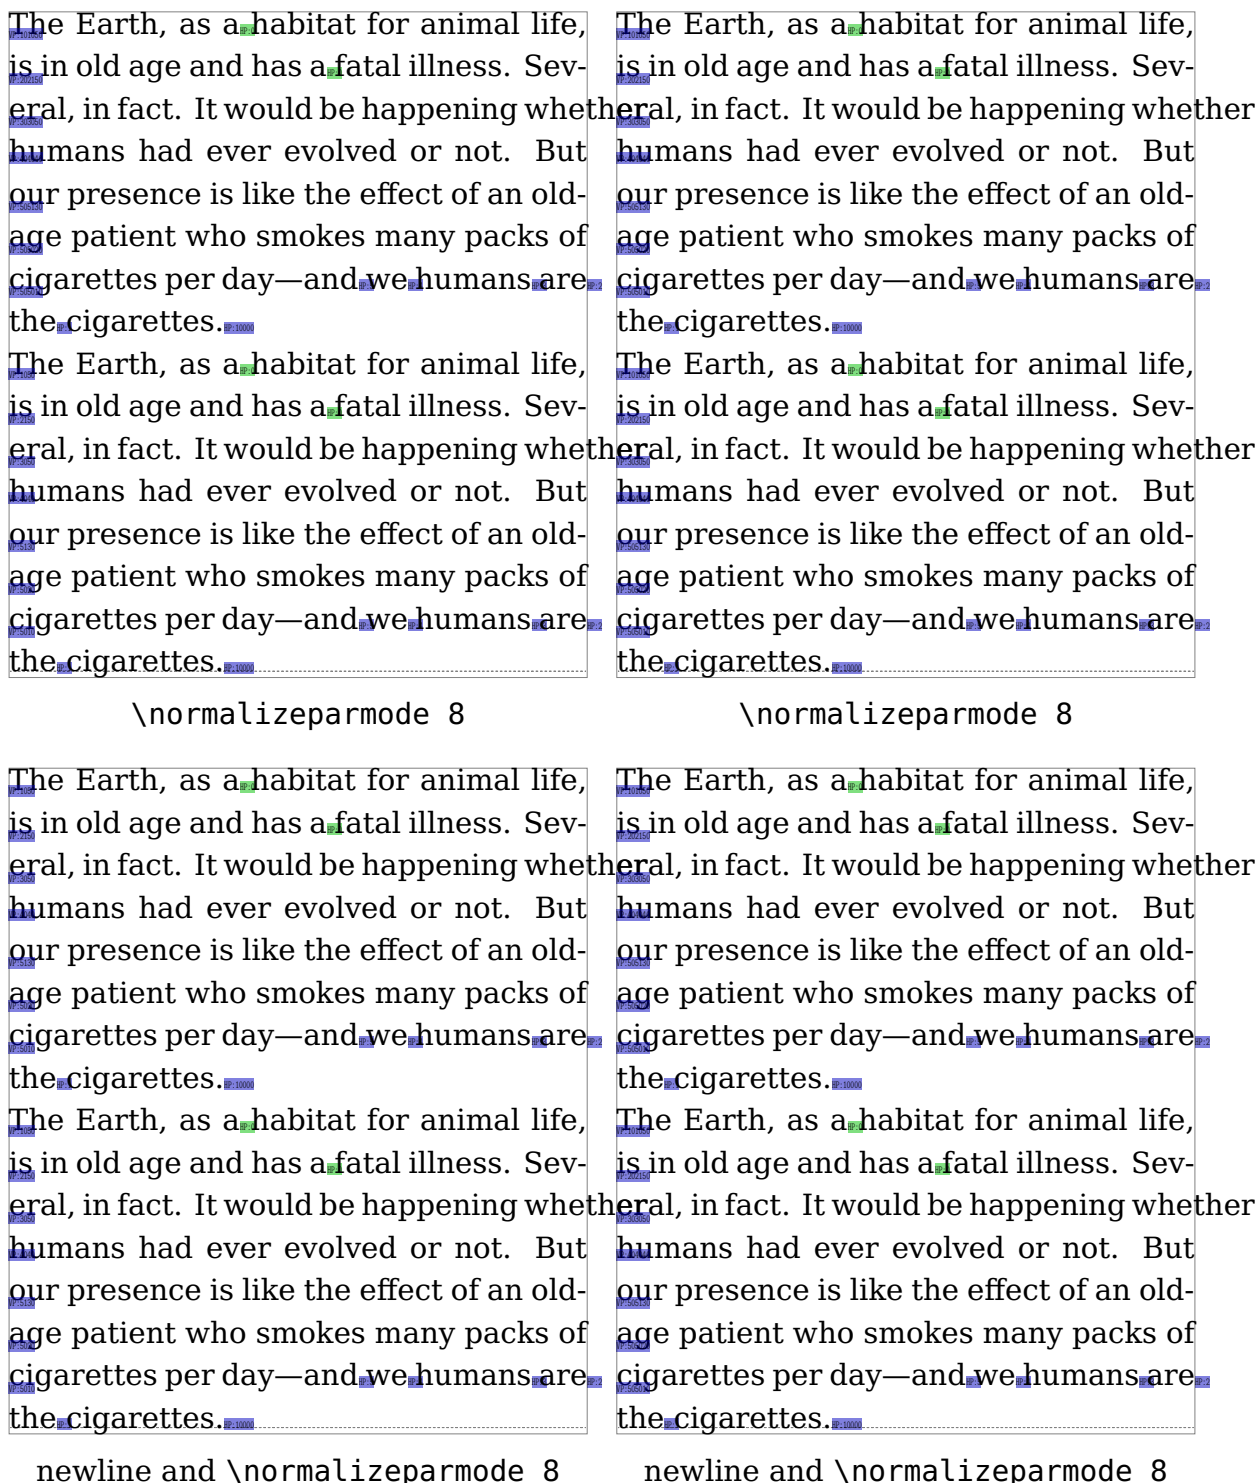 The Earth, as a habitat for animal life,
is in old age and has a fatal illness. Sev-
eral, in fact. It would be happening whether
humans had ever evolved or not. But
our presence is like the effect of an old-
age patient who smokes many packs of
cigarettes per day—and we humans are
the cigarettes.
The Earth, as a habitat for animal life,
is in old age and has a fatal illness. Sev-
eral, in fact. It would be happening whether
humans had ever evolved or not. But
our presence is like the effect of an old-
age patient who smokes many packs of
cigarettes per day—and we humans are
the cigarettes.
\normalizeparmode 8
The Earth, as a habitat for animal life,
is in old age and has a fatal illness. Sev-
eral, in fact. It would be happening whether
humans had ever evolved or not. But
our presence is like the effect of an old-
age patient who smokes many packs of
cigarettes per day—and we humans are
the cigarettes.
The Earth, as a habitat for animal life,
is in old age and has a fatal illness. Sev-
eral, in fact. It would be happening whether
humans had ever evolved or not. But
our presence is like the effect of an old-
age patient who smokes many packs of
cigarettes per day—and we humans are
the cigarettes.
\normalizeparmode 8
The Earth, as a habitat for animal life,
is in old age and has a fatal illness. Sev-
eral, in fact. It would be happening whether
humans had ever evolved or not. But
our presence is like the effect of an old-
age patient who smokes many packs of
cigarettes per day—and we humans are
the cigarettes.
The Earth, as a habitat for animal life,
is in old age and has a fatal illness. Sev-
eral, in fact. It would be happening whether
humans had ever evolved or not. But
our presence is like the effect of an old-
age patient who smokes many packs of
cigarettes per day—and we humans are
the cigarettes.
newline and \normalizeparmode 8
The Earth, as a habitat for animal life,
is in old age and has a fatal illness. Sev-
eral, in fact. It would be happening whether
humans had ever evolved or not. But
our presence is like the effect of an old-
age patient who smokes many packs of
cigarettes per day—and we humans are
the cigarettes.
The Earth, as a habitat for animal life,
is in old age and has a fatal illness. Sev-
eral, in fact. It would be happening whether
humans had ever evolved or not. But
our presence is like the effect of an old-
age patient who smokes many packs of
cigarettes per day—and we humans are
the cigarettes.
newline and \normalizeparmode 8